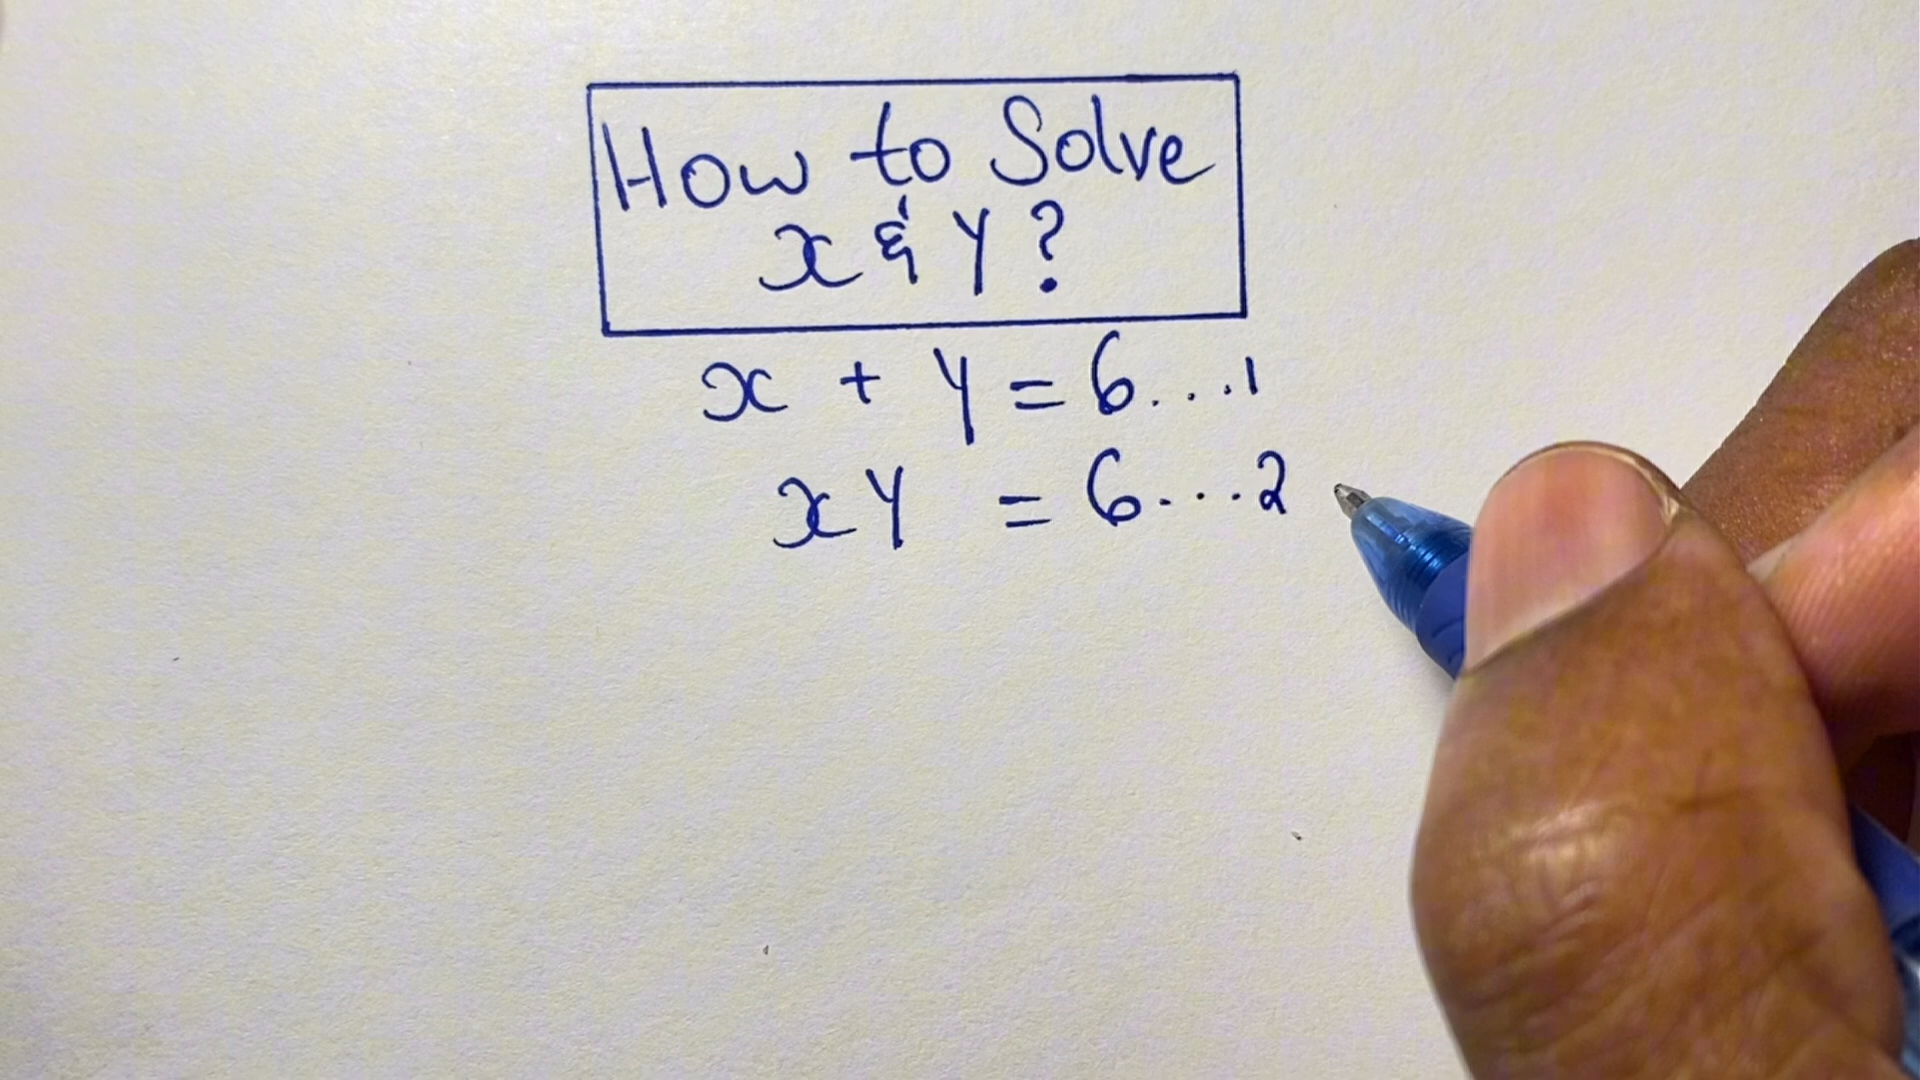 How to Solve
x & y?
x + y = 6...1
xy = 6...2